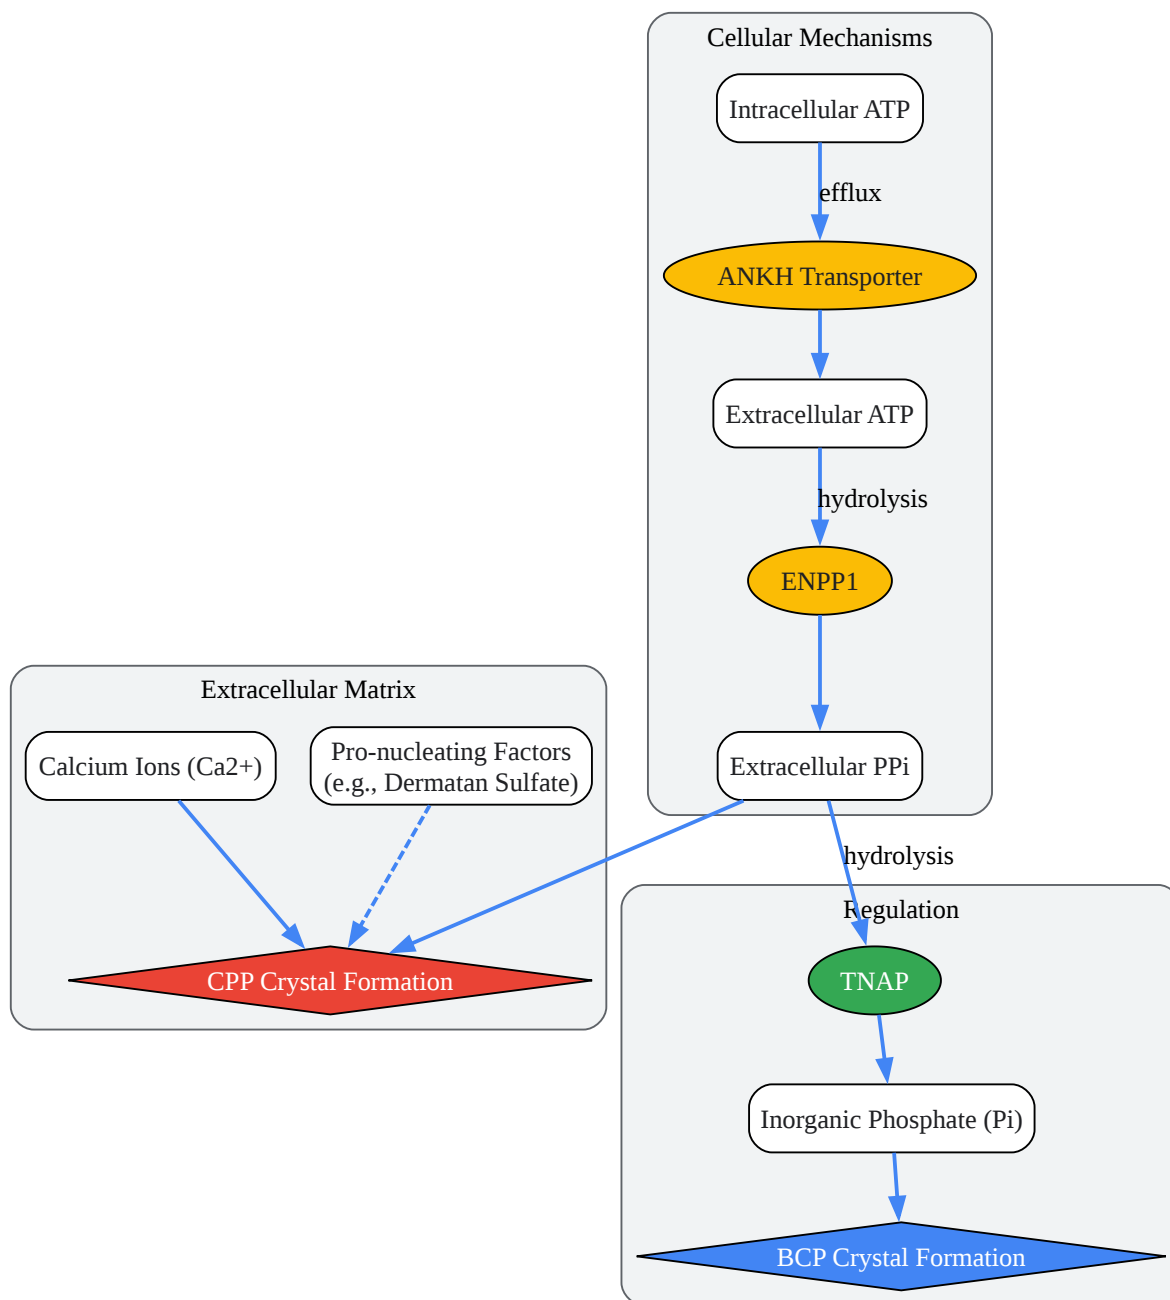 Cellular Mechanisms
Intracellular ATP
efflux
ANKH Transporter
Extracellular ATP
hydrolysis
ENPP1
Extracellular PPi
Extracellular Matrix
Calcium Ions (Ca2+)
Pro-nucleating Factors
(e.g., Dermatan Sulfate)
CPP Crystal Formation
hydrolysis
Regulation
TNAP
Inorganic Phosphate (Pi)
BCP Crystal Formation